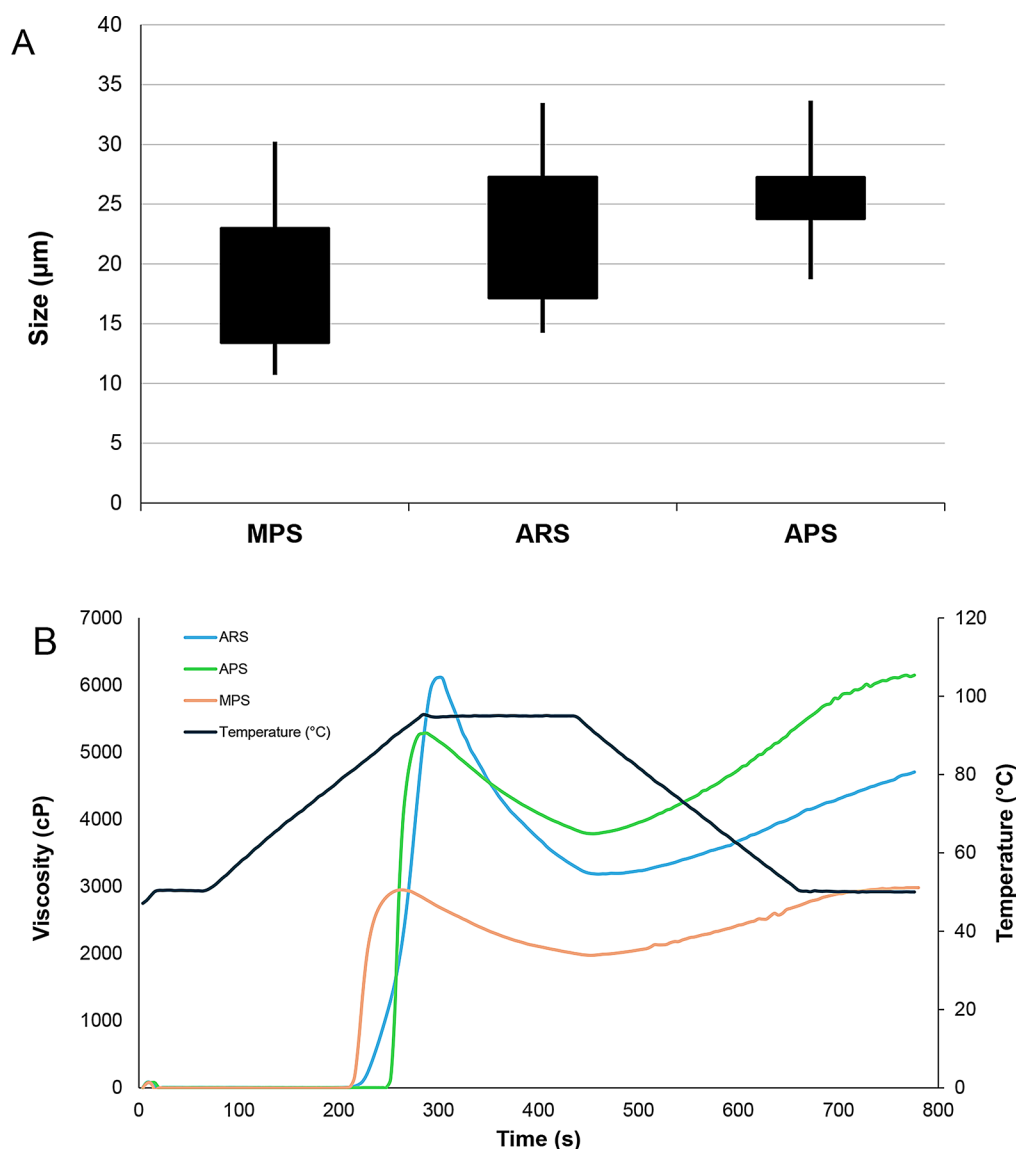 A
40
35
30
25
20
15
10
5
0
Size (µm)
MPS ARS APS
B
7000
6000
5000
4000
3000
2000
1000
0
Viscosity (cP)
ARS
APS
MPS
Temperature (°C)
120
100
80
60
40
20
0
Temperature (°C)
0 100 200 300 400 500 600 700 800
Time (s)